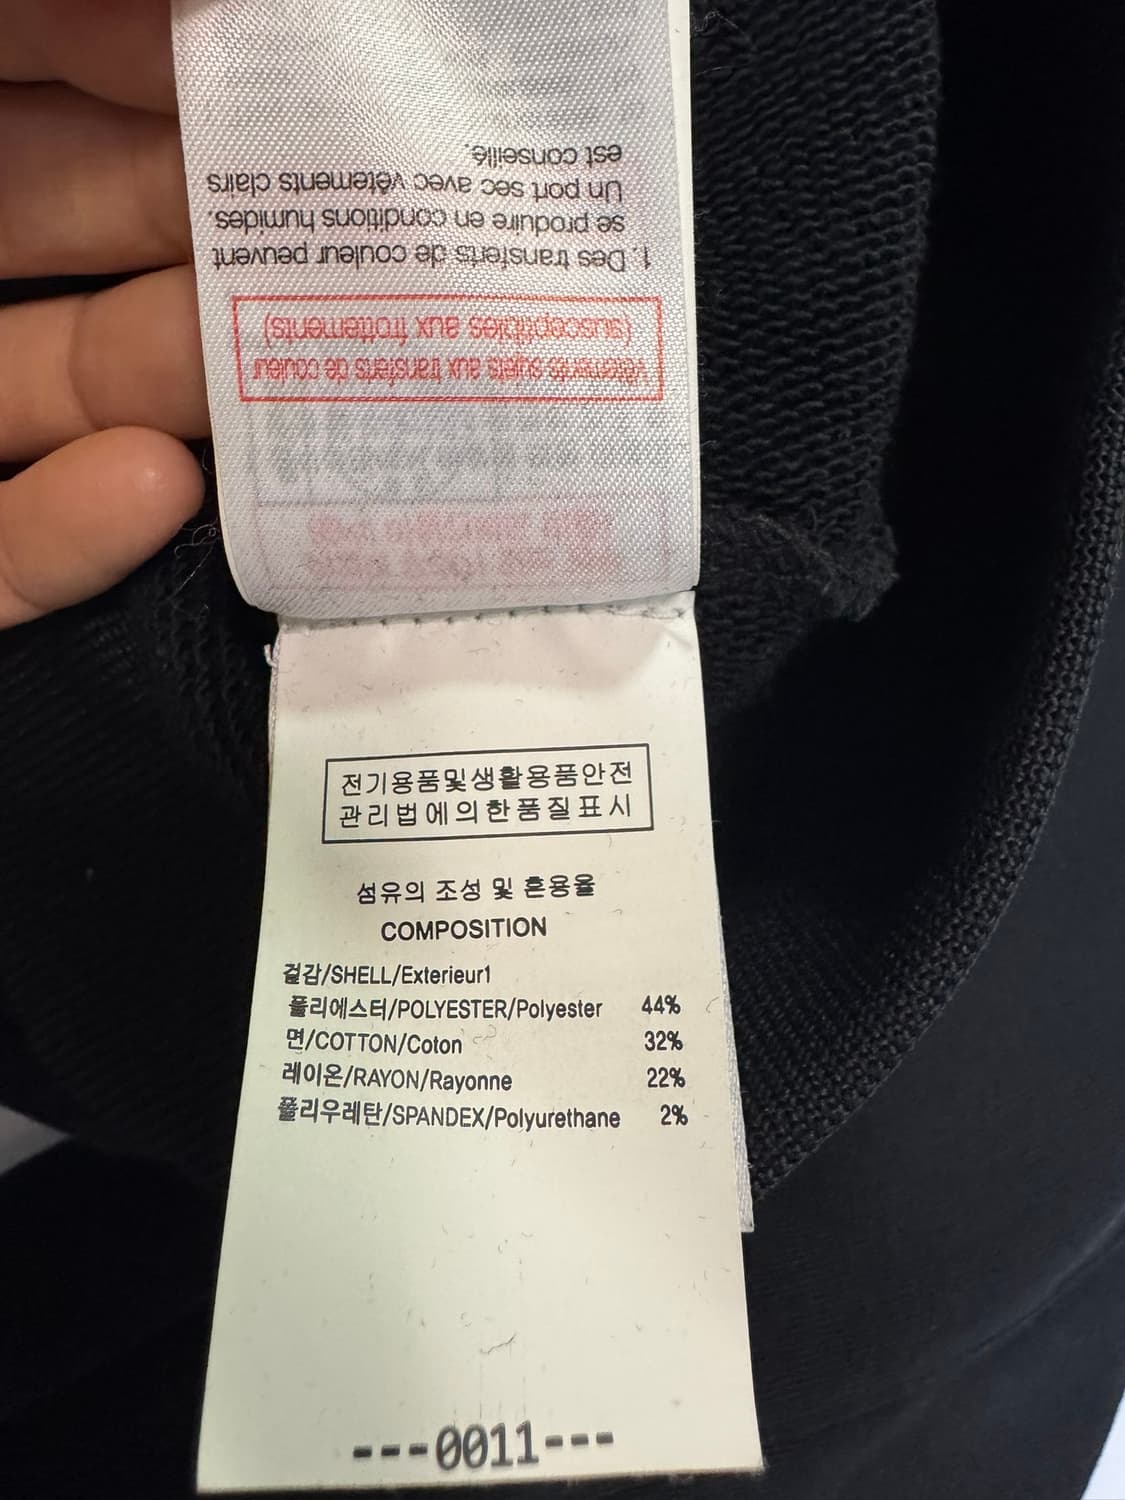 est conseillé.
Un port sec avec des vêtements clairs
se produire en conditions humides.
1. Des transferts de couleur peuvent
(susceptibles aux frottements)
Vêtements sujets aux transferts de couleur
전기용품및생활용품안전
관리법에의한품질표시
섬유의 조성 및 혼용율
COMPOSITION
겉감/SHELL/Exterieur1
폴리에스터/POLYESTER/Polyester 44%
면/COTTON/Coton 32%
레이온/RAYON/Rayonne 22%
폴리우레탄/SPANDEX/Polyurethane 2%
---0011---